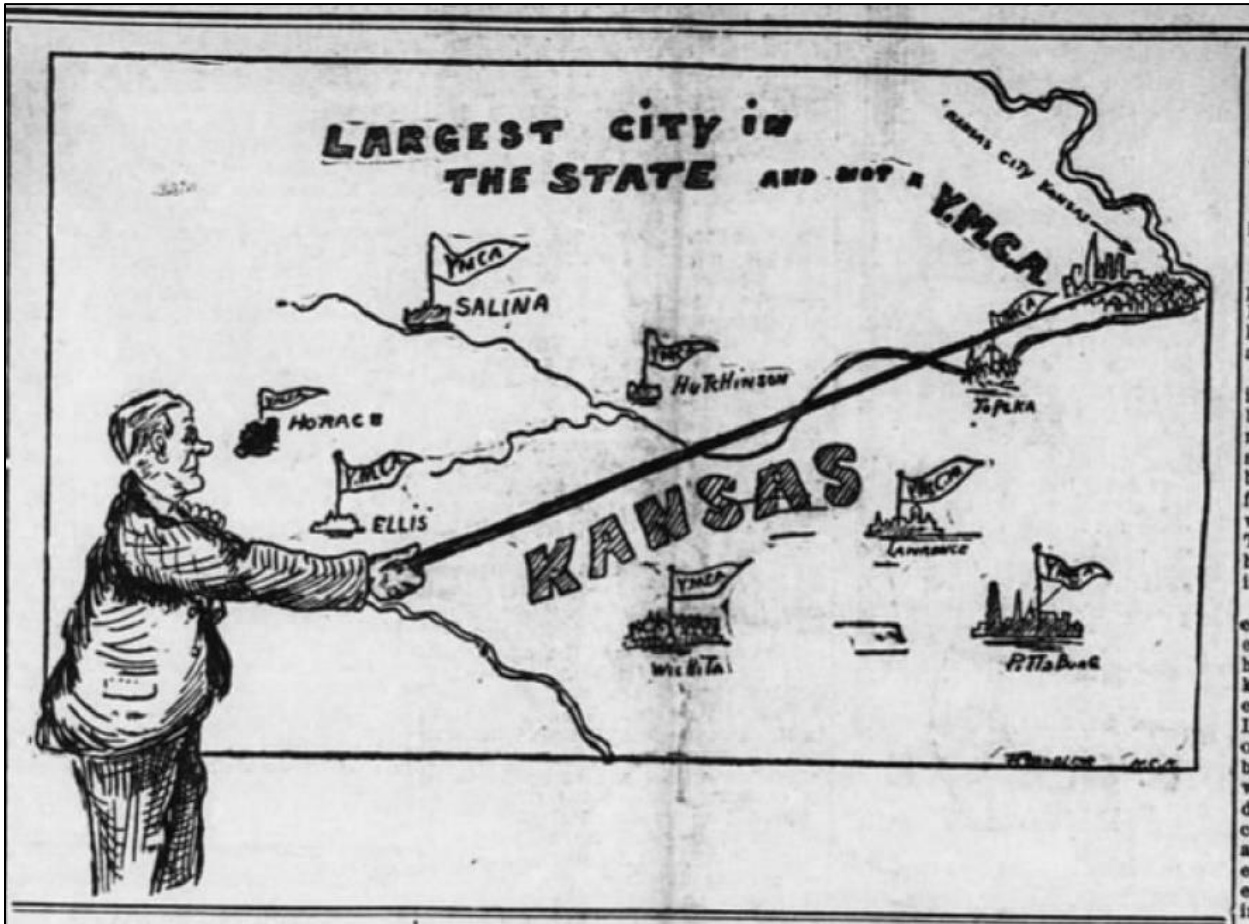 LARGEST CITY IN
THE STATE AND NOT A
Y.M.C.A.
KANSAS CITY KANSAS
YMCA
SALINA
YMCA
HUTCHINSON
YMCA
TOPEKA
YMCA
HORACE
Y.M.C.A
ELLIS
KANSAS
Y.M.C.A
LAWRENCE
YMCA
WICHITA
YMCA
PITTSBURG